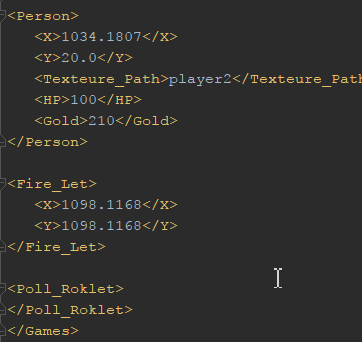 <Person>
<X>1034.1807</X>
<Y>20.0</Y>
<Texteure_Path>player2</Texteure_Path
<HP>100</HP>
<Gold>210</Gold>
</Person>
<Fire_Let>
<X>1098.1168</X>
<Y>1098.1168</Y>
</Fire_Let>
<Poll_Roklet>
</Poll_Roklet>
</Games>